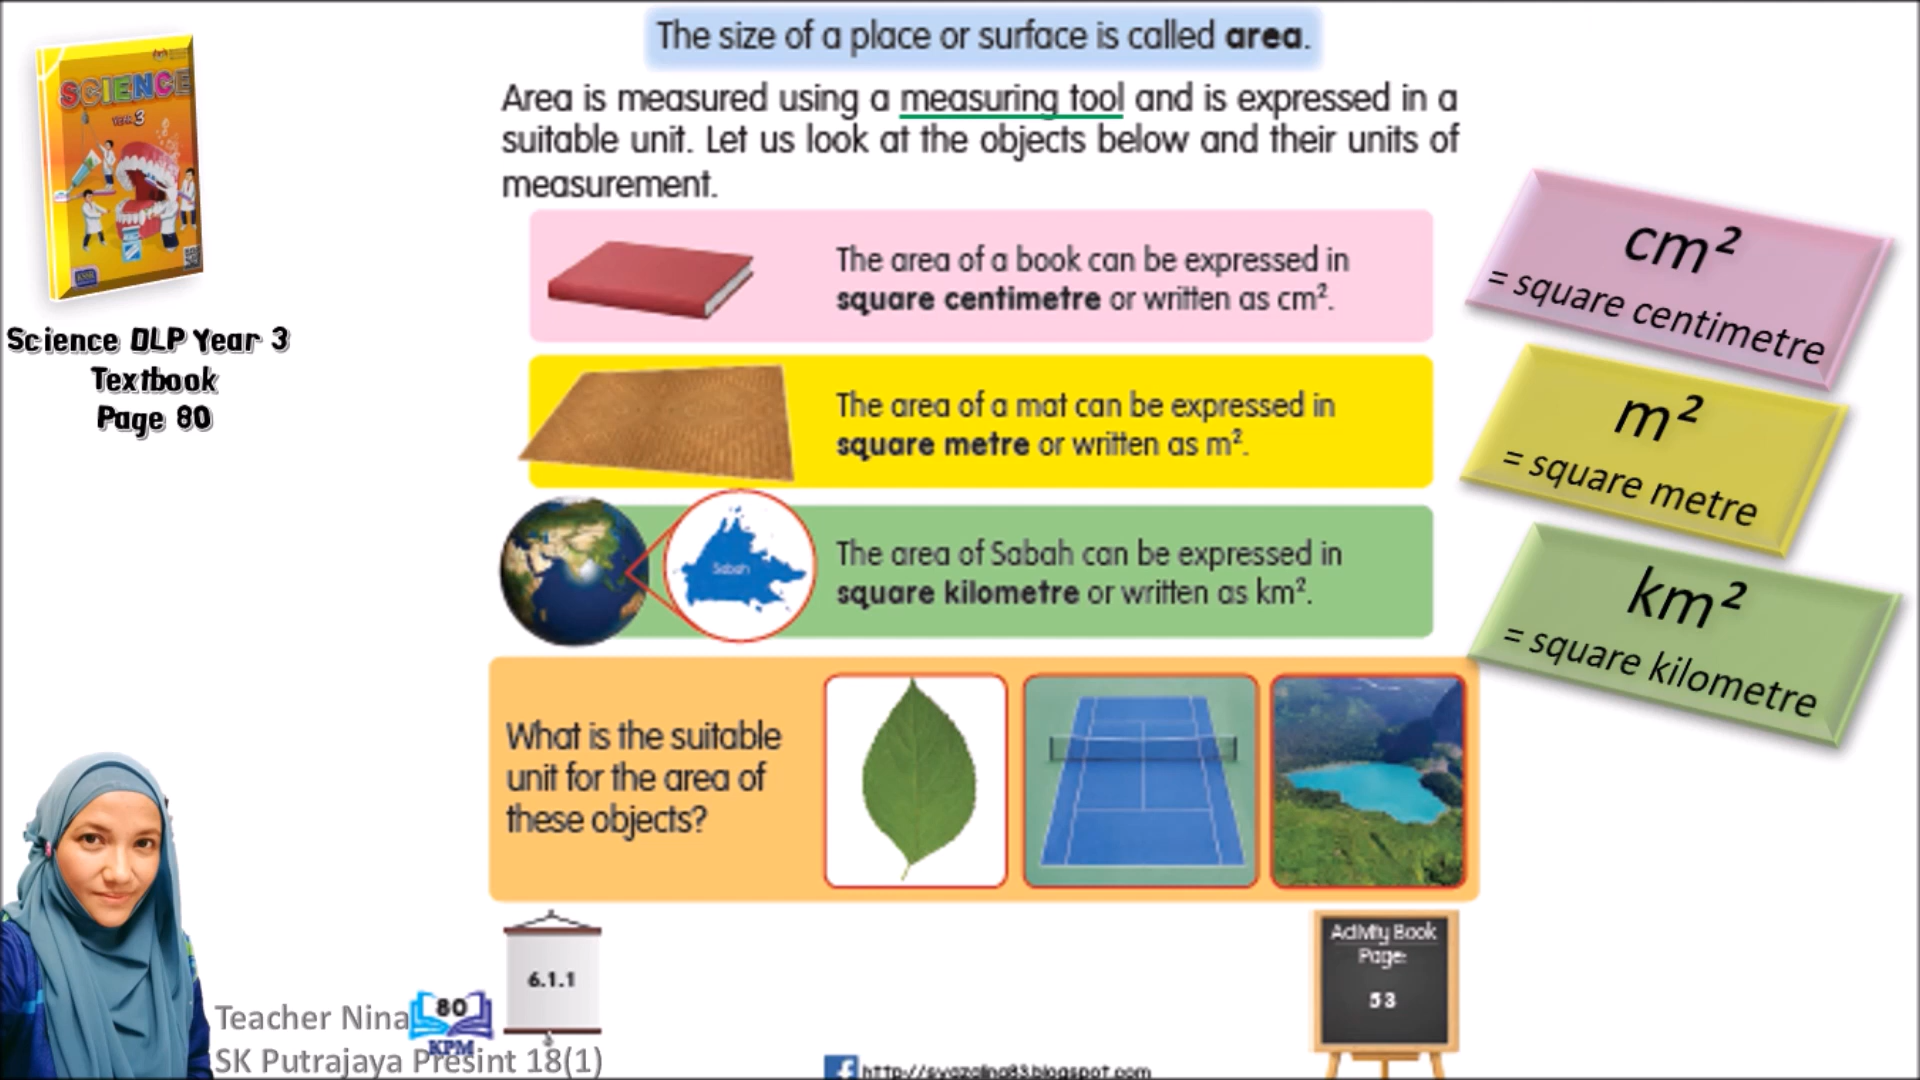 The size of a place or surface is called area.
Area is measured using a measuring tool and is expressed in a
suitable unit. Let us look at the objects below and their units of
measurement.
SCIENCE
YEAR 3
Science DLP Year 3
Textbook
Page 80
The area of a book can be expressed in
square centimetre or written as cm².
cm²
= square centimetre
The area of a mat can be expressed in
square metre or written as m².
m²
= square metre
Sabah
The area of Sabah can be expressed in
square kilometre or written as km².
km²
= square kilometre
What is the suitable
unit for the area of
these objects?
6.1.1
Activity Book
Page:
53
Teacher Nina
SK Putrajaya Presint 18(1)
80
KPM
http://syazalina83.blogspot.com